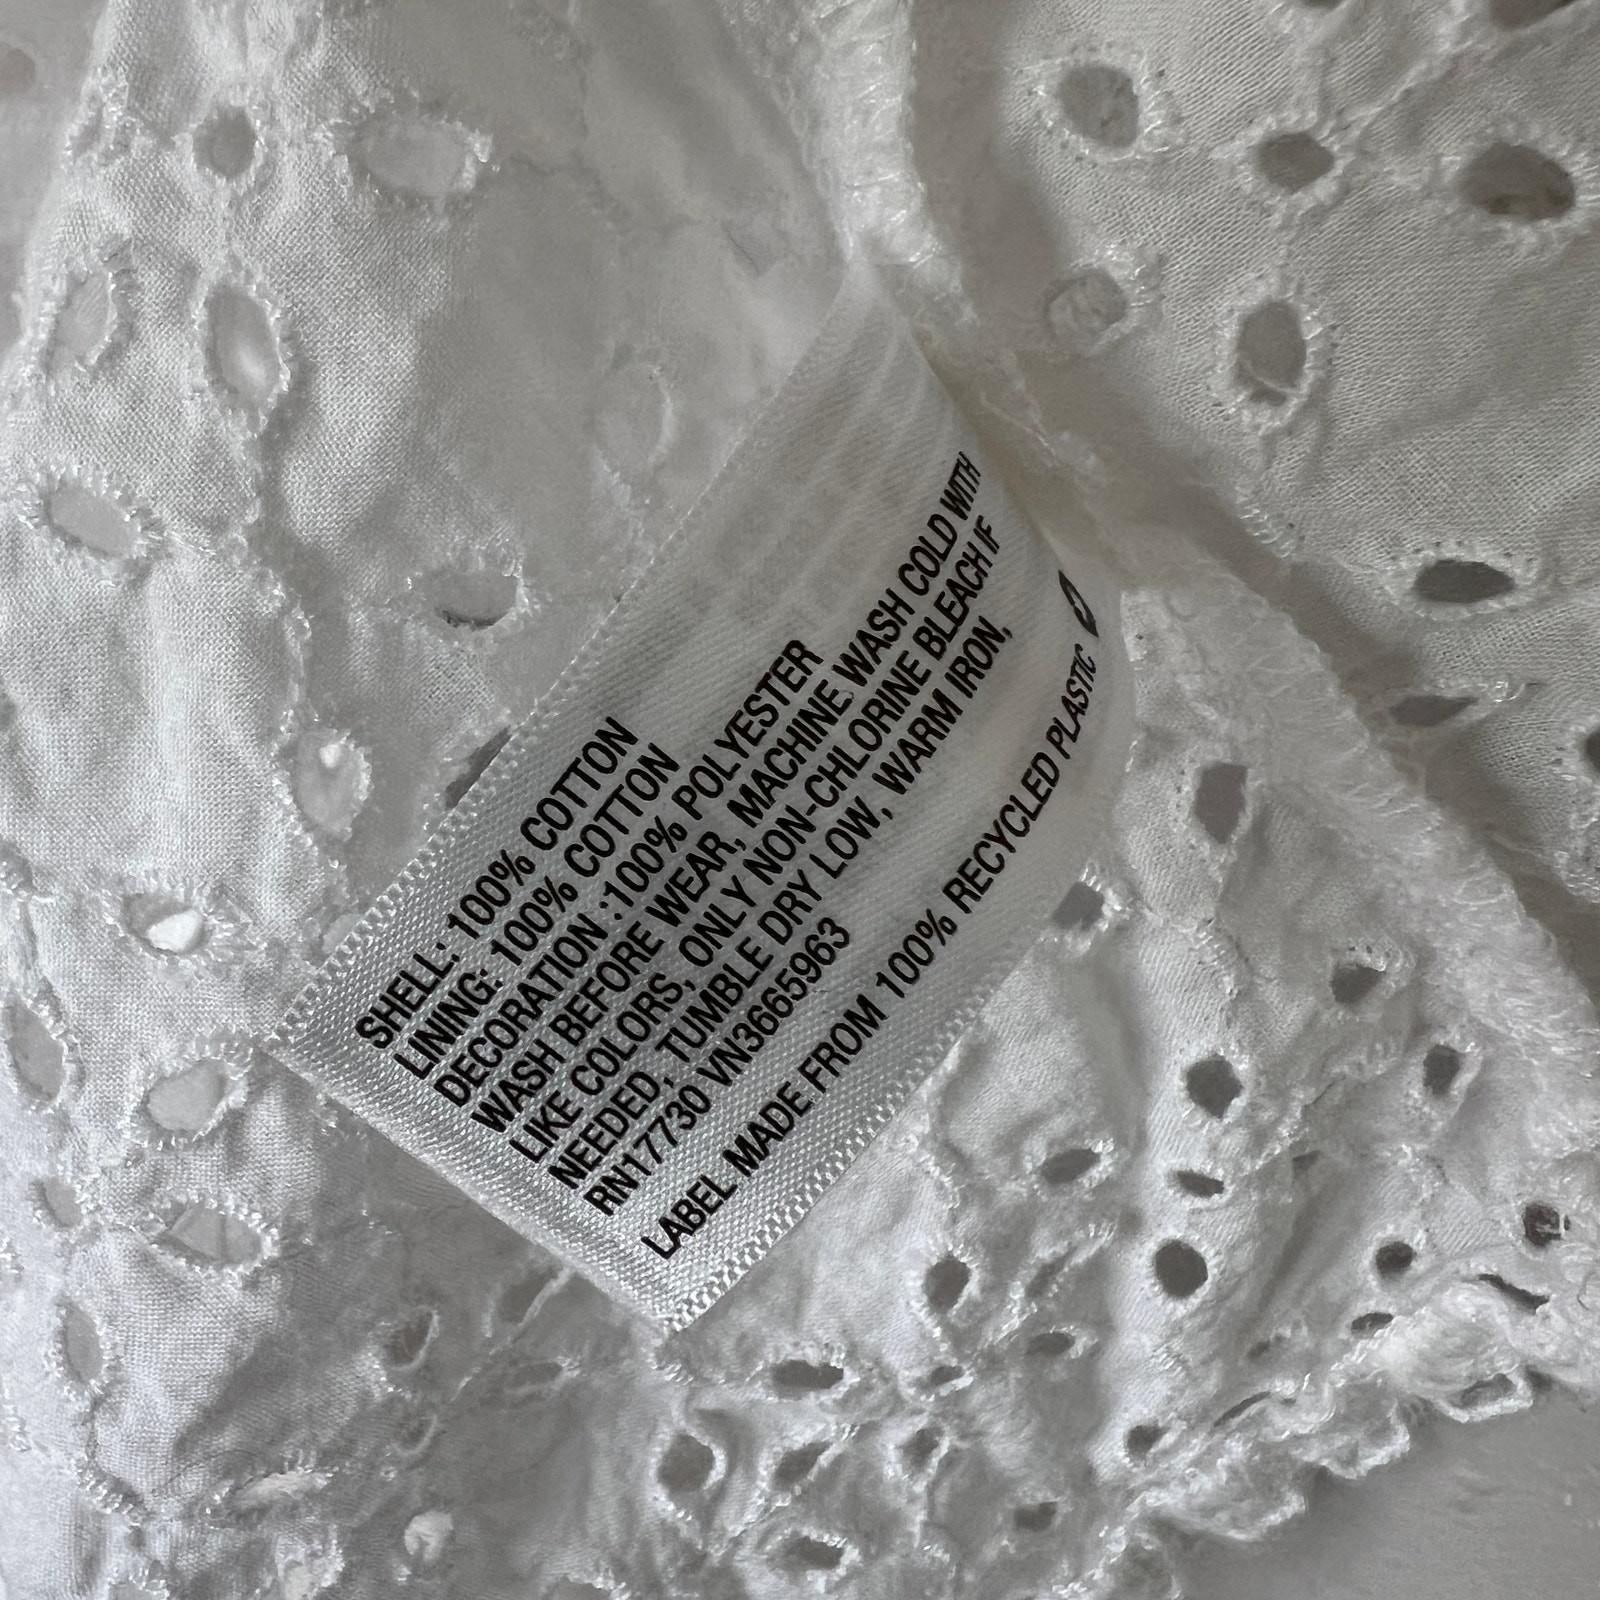 SHELL: 100% COTTON
LINING: 100% COTTON
DECORATION :100% POLYESTER
WASH BEFORE WEAR, MACHINE WASH COLD WITH
LIKE COLORS, ONLY NON-CHLORINE BLEACH IF
NEEDED, TUMBLE DRY LOW, WARM IRON,
RN17730 VN3665963
LABEL MADE FROM 100% RECYCLED PLASTIC